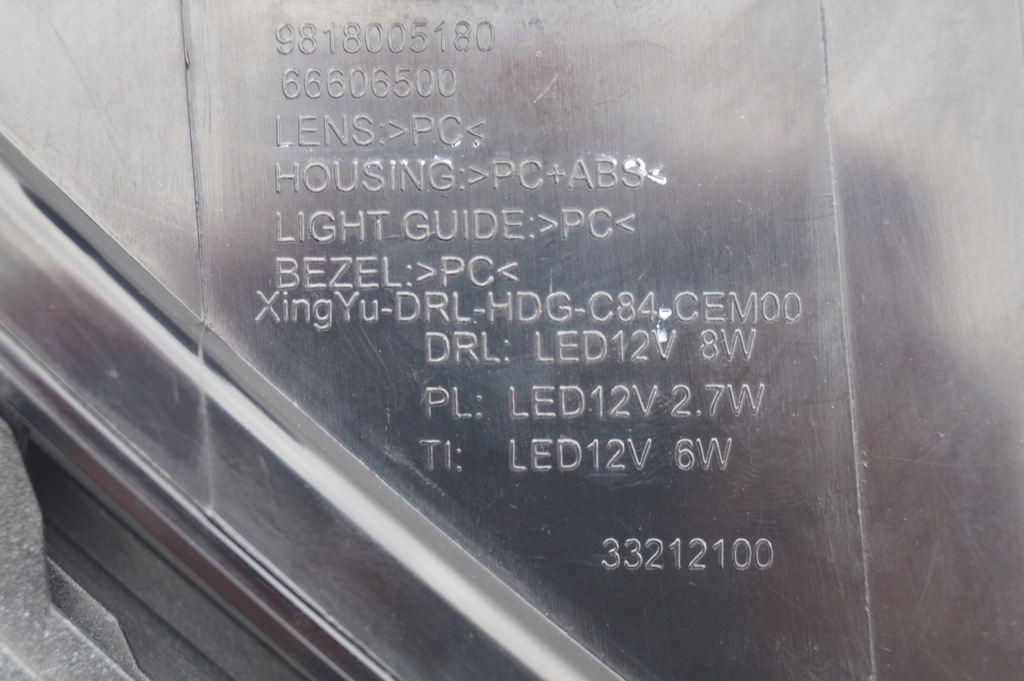 9818005180
66606500
LENS:>PC<
HOUSING:>PC+ABS<
LIGHT GUIDE:>PC<
BEZEL:>PC<
XingYu-DRL-HDG-C84-CEM00
DRL: LED12V 8W
PL: LED12V 2.7W
TI: LED12V 6W
33212100